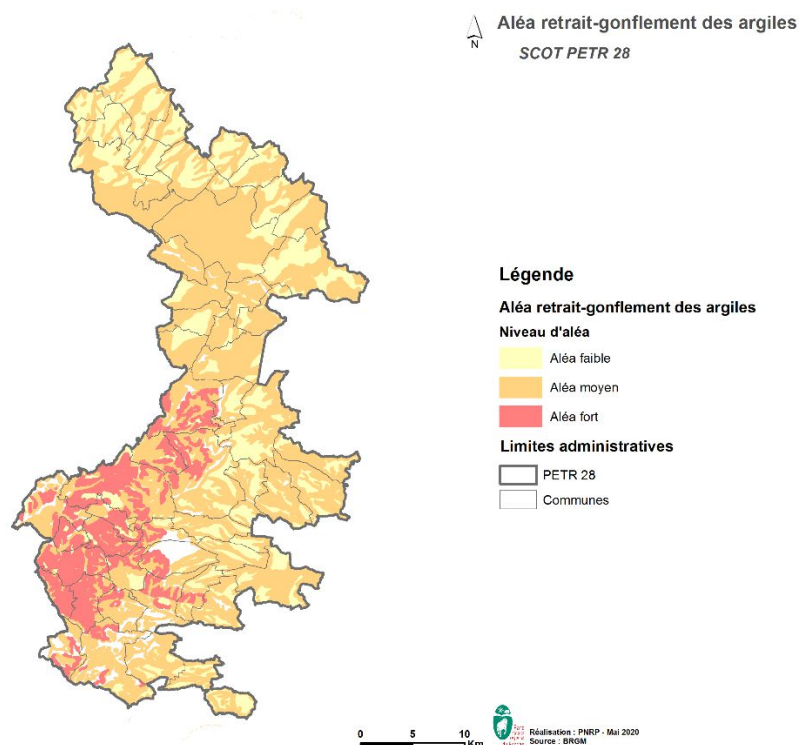 Aléa retrait-gonflement des argiles
SCOT PETR 28
N
Légende
Aléa retrait-gonflement des argiles
Niveau d'aléa
Aléa faible
Aléa moyen
Aléa fort
Limites administratives
PETR 28
Communes
0 5 10
Km
Réalisation : PNRP - Mai 2020
Source : BRGM